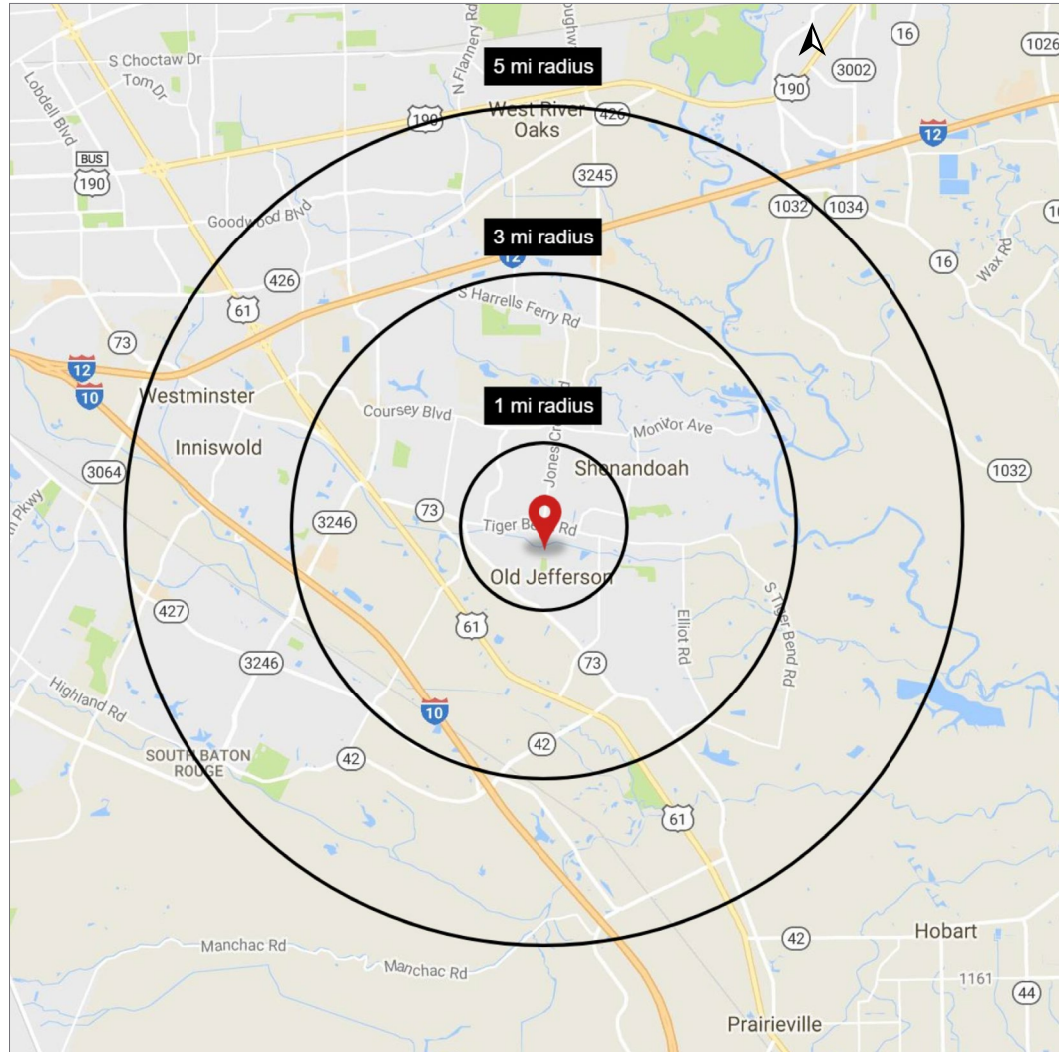 S Choctaw Dr
Tom Dr
Lobdell Blvd
N Flannery Rd
5 mi radius
16
3002
190
1026
BUS
190
190
West River
Oaks
426
12
3245
Goodwood Blvd
1032
1034
3 mi radius
12
16
Wax Rd
426
61
S Harrells Ferry Rd
73
12
10
Westminster
1 mi radius
Coursey Blvd
Inniswold
Jones
Shenandoah
3064
1032
3246
73
Tiger Bend Rd
Old Jefferson
427
61
Elliot Rd
S Tiger Bend Rd
3246
73
Highland Rd
10
42
42
SOUTH BATON
ROUGE
61
Manchac Rd
Manchac Rd
42
Hobart
1161
44
Prairieville